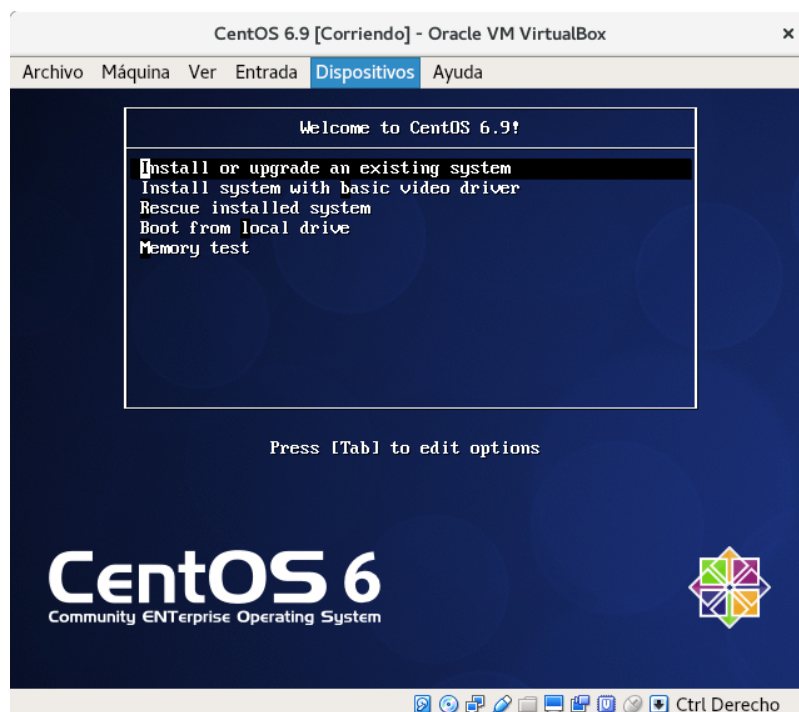 CentOS 6.9 [Corriendo] - Oracle VM VirtualBox
Archivo Máquina Ver Entrada Dispositivos Ayuda
Welcome to CentOS 6.9!
Install or upgrade an existing system
Install system with basic video driver
Rescue installed system
Boot from local drive
Memory test
Press [Tab] to edit options
CentOS 6
Community ENTerprise Operating System
Ctrl Derecho